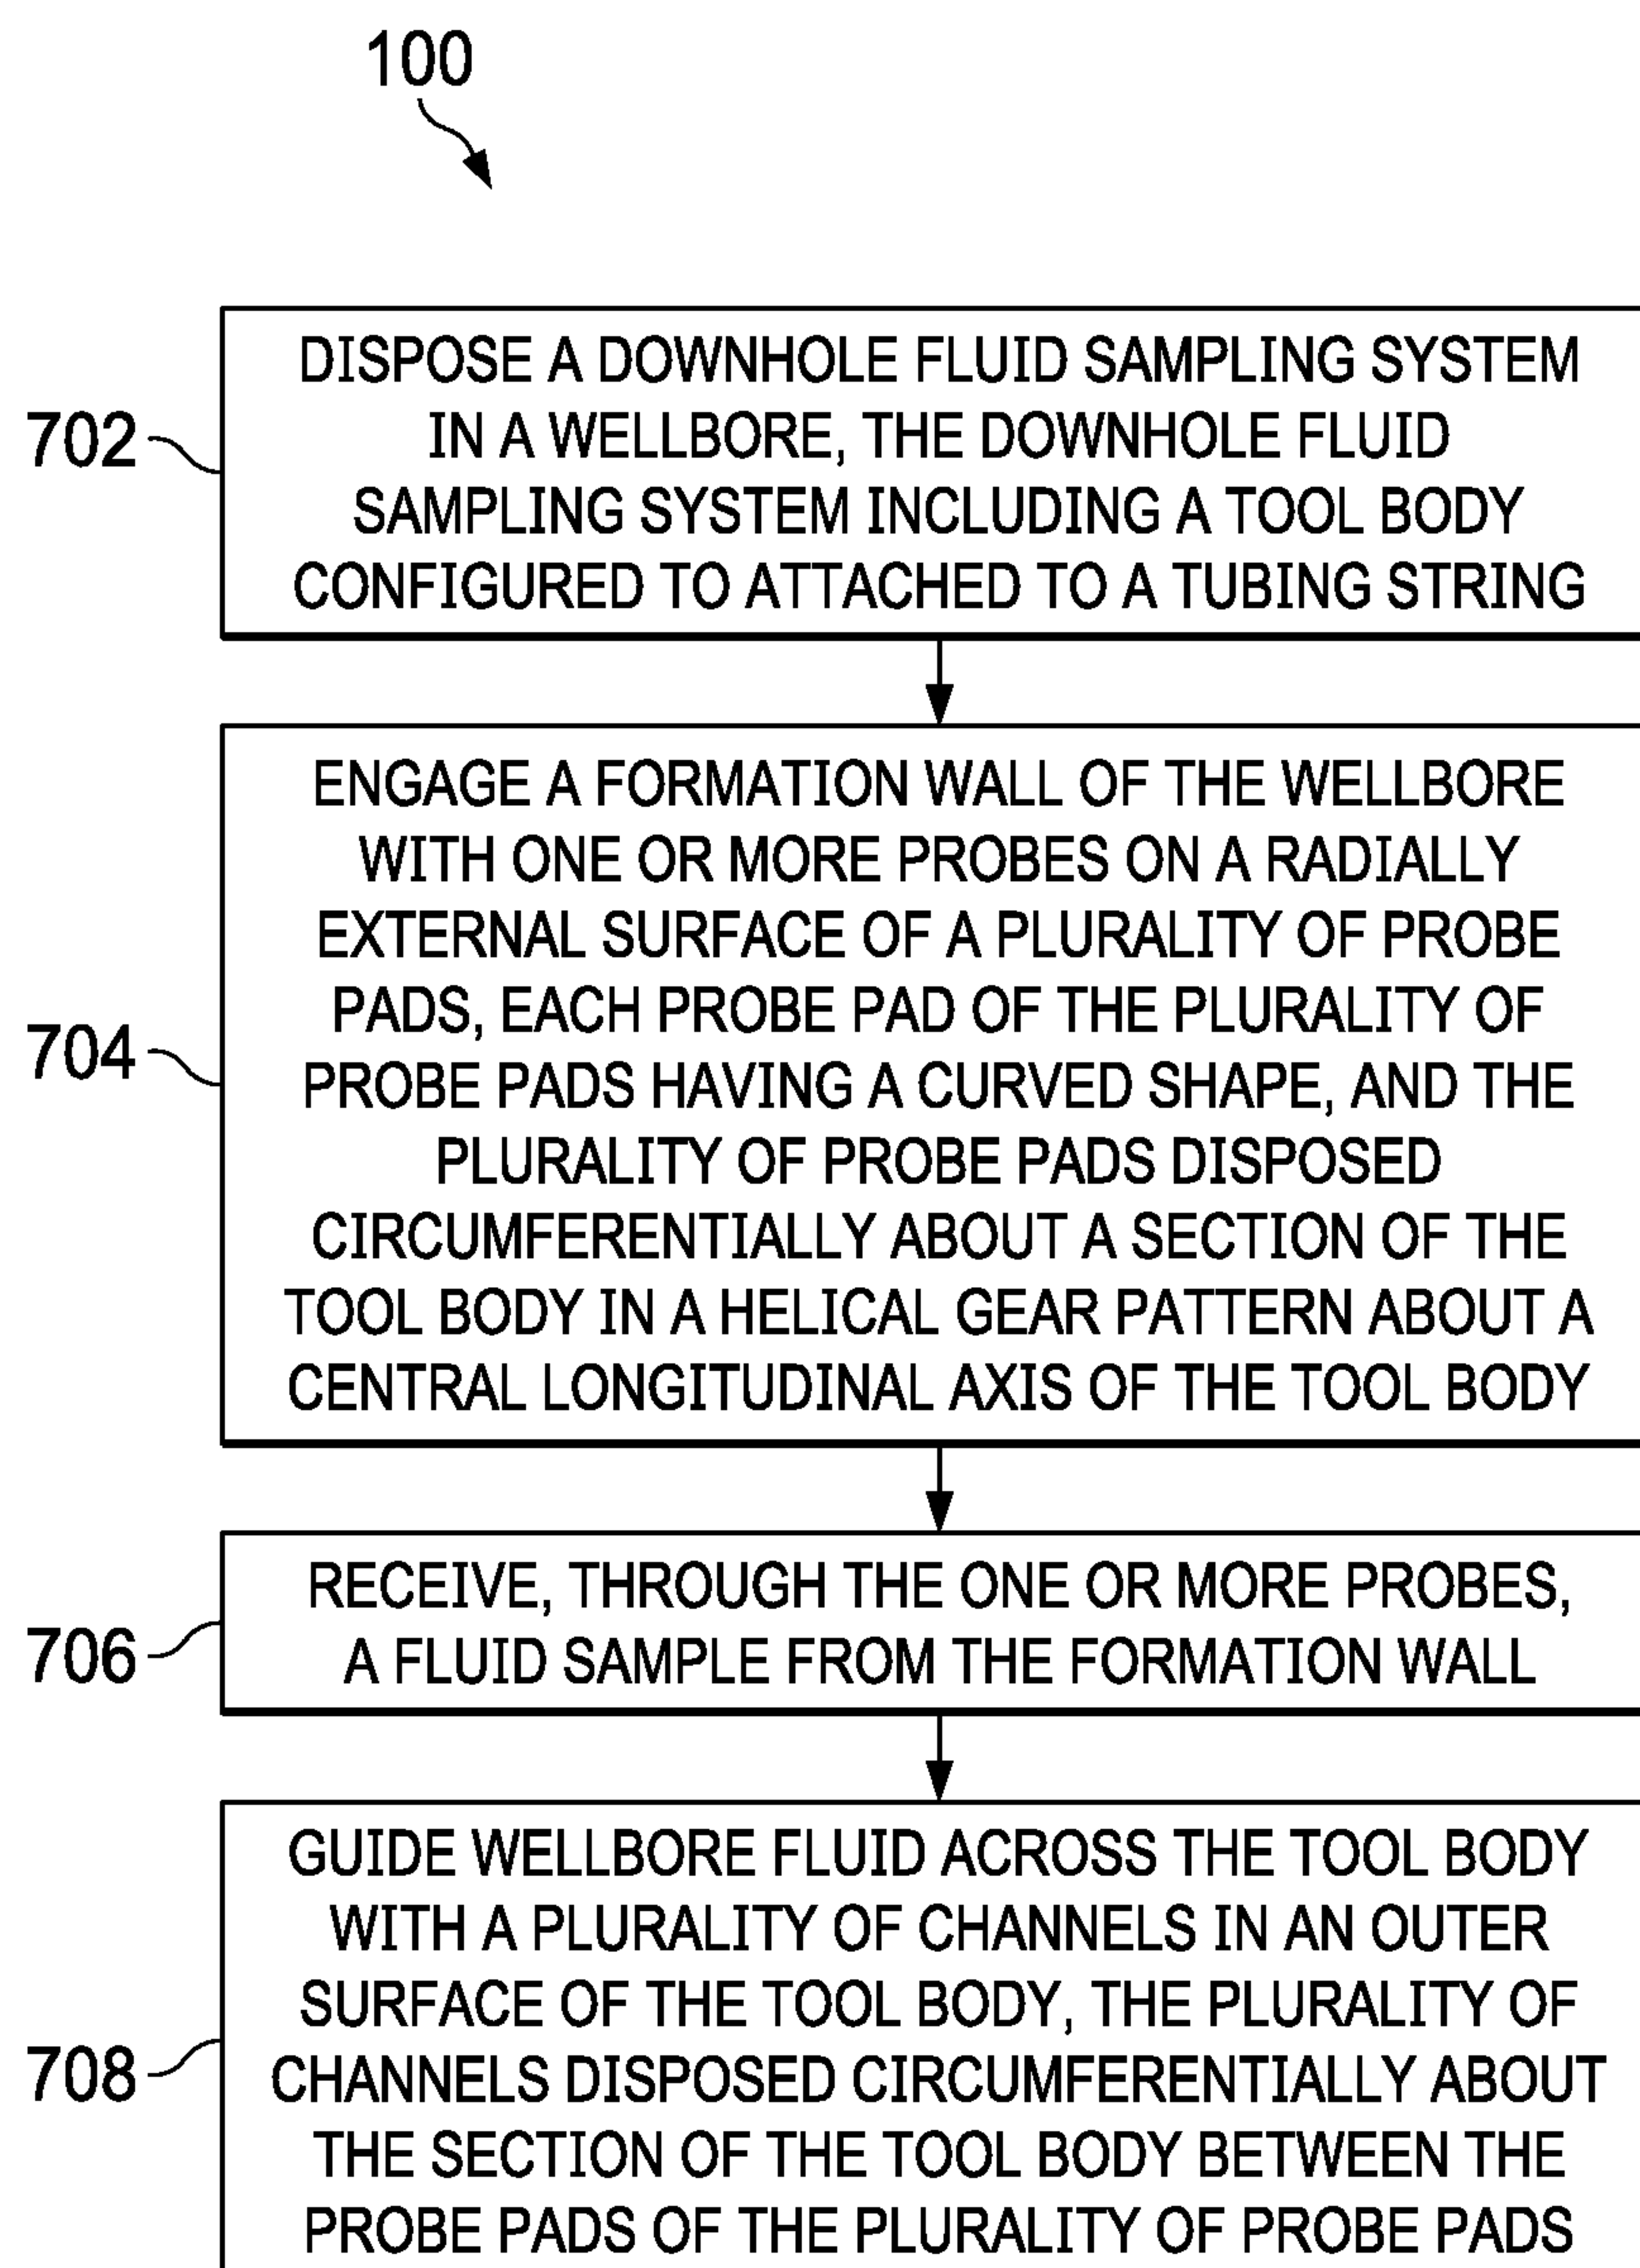 100
702
DISPOSE A DOWNHOLE FLUID SAMPLING SYSTEM
IN A WELLBORE, THE DOWNHOLE FLUID
SAMPLING SYSTEM INCLUDING A TOOL BODY
CONFIGURED TO ATTACHED TO A TUBING STRING
704
ENGAGE A FORMATION WALL OF THE WELLBORE
WITH ONE OR MORE PROBES ON A RADIALLY
EXTERNAL SURFACE OF A PLURALITY OF PROBE
PADS, EACH PROBE PAD OF THE PLURALITY OF
PROBE PADS HAVING A CURVED SHAPE, AND THE
PLURALITY OF PROBE PADS DISPOSED
CIRCUMFERENTIALLY ABOUT A SECTION OF THE
TOOL BODY IN A HELICAL GEAR PATTERN ABOUT A
CENTRAL LONGITUDINAL AXIS OF THE TOOL BODY
706
RECEIVE, THROUGH THE ONE OR MORE PROBES,
A FLUID SAMPLE FROM THE FORMATION WALL
708
GUIDE WELLBORE FLUID ACROSS THE TOOL BODY
WITH A PLURALITY OF CHANNELS IN AN OUTER
SURFACE OF THE TOOL BODY, THE PLURALITY OF
CHANNELS DISPOSED CIRCUMFERENTIALLY ABOUT
THE SECTION OF THE TOOL BODY BETWEEN THE
PROBE PADS OF THE PLURALITY OF PROBE PADS